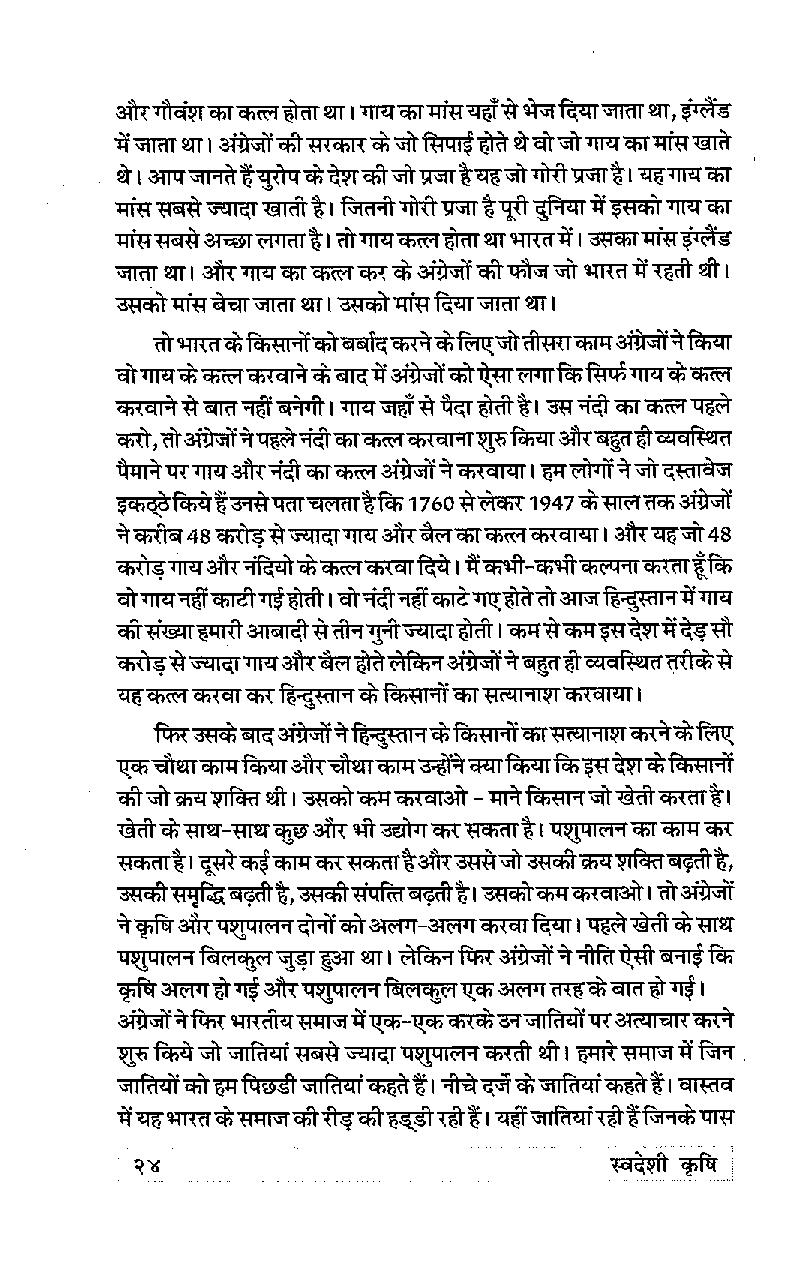 और गौवंश का कत्ल होता था। गाय का मांस यहाँ से भेज दिया जाता था, इंग्लैंड
में जाता था। अंग्रेजों की सरकार के जो सिपाई होते थे वो जो गाय का मांस खाते
थे। आप जानते हैं युरोप के देश की जो प्रजा है यह जो गोरी प्रजा है। यह गाय का
मांस सबसे ज्यादा खाती है। जितनी गोरी प्रजा है पूरी दुनिया में इसको गाय का
मांस सबसे अच्छा लगता है। तो गाय कत्ल होता था भारत में। उसका मांस इंग्लैंड
जाता था। और गाय का कत्ल कर के अंग्रेजों की फौज जो भारत में रहती थी।
उसको मांस बेचा जाता था। उसको मांस दिया जाता था।
तो भारत के किसानों को बर्बाद करने के लिए जो तीसरा काम अंग्रेजों ने किया
वो गाय के कत्ल करवाने के बाद में अंग्रेजों को ऐसा लगा कि सिर्फ गाय के कत्ल
करवाने से बात नहीं बनेगी। गाय जहाँ से पैदा होती है। उस नंदी का कत्ल पहले
करो, तो अंग्रेजों ने पहले नंदी का कत्ल करवाना शुरु किया और बहुत ही व्यवस्थित
पैमाने पर गाय और नंदी का कत्ल अंग्रेजों ने करवाया। हम लोगों ने जो दस्तावेज
इकठ्ठे किये हैं उनसे पता चलता है कि 1760 से लेकर 1947 के साल तक अंग्रेजों
ने करीब 48 करोड़ से ज्यादा गाय और बैल का कत्ल करवाया। और यह जो 48
करोड़ गाय और नंदियो के कत्ल करवा दिये। मैं कभी-कभी कल्पना करता हूँ कि
वो गाय नहीं काटी गई होती। वो नंदी नहीं काटे गए होते तो आज हिन्दुस्तान में गाय
की संख्या हमारी आबादी से तीन गुनी ज्यादा होती। कम से कम इस देश में देड़ सौ
करोड़ से ज्यादा गाय और बैल होते लेकिन अंग्रेजों ने बहुत ही व्यवस्थित तरीके से
यह कत्ल करवा कर हिन्दुस्तान के किसानों का सत्यानाश करवाया।
फिर उसके बाद अंग्रेजों ने हिन्दुस्तान के किसानों का सत्यानाश करने के लिए
एक चौथा काम किया और चौथा काम उन्होंने क्या किया कि इस देश के किसानों
की जो क्रय शक्ति थी। उसको कम करवाओ - माने किसान जो खेती करता है।
खेती के साथ-साथ कुछ और भी उद्योग कर सकता है। पशुपालन का काम कर
सकता है। दूसरे कई काम कर सकता है और उससे जो उसकी क्रय शक्ति बढ़ती है,
उसकी समृद्धि बढ़ती है, उसकी संपत्ति बढ़ती है। उसको कम करवाओ। तो अंग्रेजों
ने कृषि और पशुपालन दोनों को अलग-अलग करवा दिया। पहले खेती के साथ
पशुपालन बिलकुल जुड़ा हुआ था। लेकिन फिर अंग्रेजों ने नीति ऐसी बनाई कि
कृषि अलग हो गई और पशुपालन बिलकुल एक अलग तरह के वात हो गई।
अंग्रेजों ने फिर भारतीय समाज में एक-एक करके उन जातियों पर अत्याचार करने
शुरु किये जो जातियां सबसे ज्यादा पशुपालन करती थी। हमारे समाज में जिन
जातियों को हम पिछडी जातियां कहते हैं। नीचे दर्जे के जातियां कहते हैं। वास्तव
में यह भारत के समाज की रीड़ की हड्डी रही हैं। यहीं जातियां रही हैं जिनके पास
२४ स्वदेशी कृषि